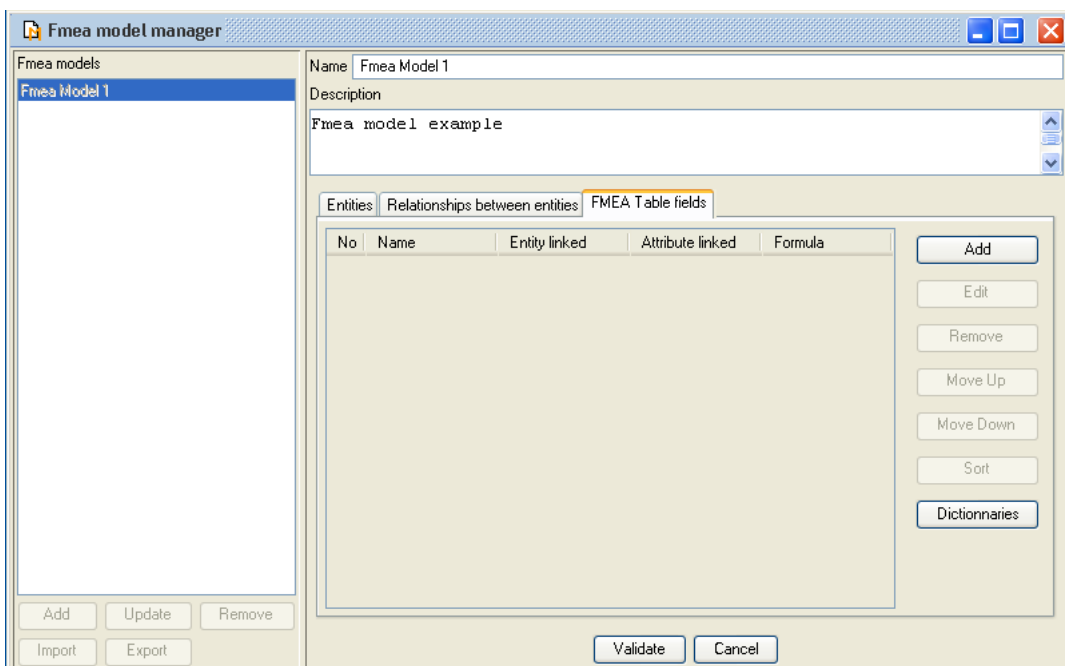 Fmea model manager
Fmea models
Fmea Model 1
Add Update Remove
Import Export
Name Fmea Model 1
Description
Fmea model example
Entities Relationships between entities FMEA Table fields
No Name Entity linked Attribute linked Formula
Add
Edit
Remove
Move Up
Move Down
Sort
Dictionnaries
Validate Cancel